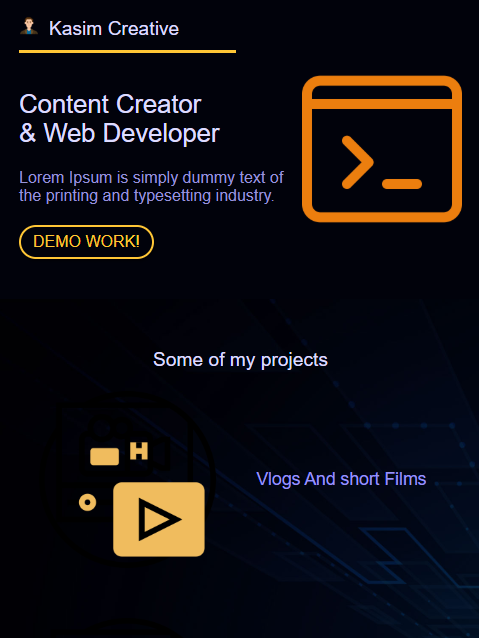 Kasim Creative
Content Creator
& Web Developer
Lorem Ipsum is simply dummy text of
the printing and typesetting industry.
DEMO WORK!
Some of my projects
H
Vlogs And short Films